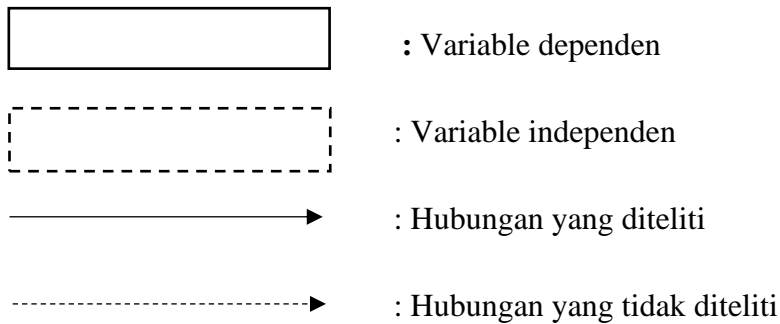 : Variable dependen
: Variable independen
: Hubungan yang diteliti
: Hubungan yang tidak diteliti